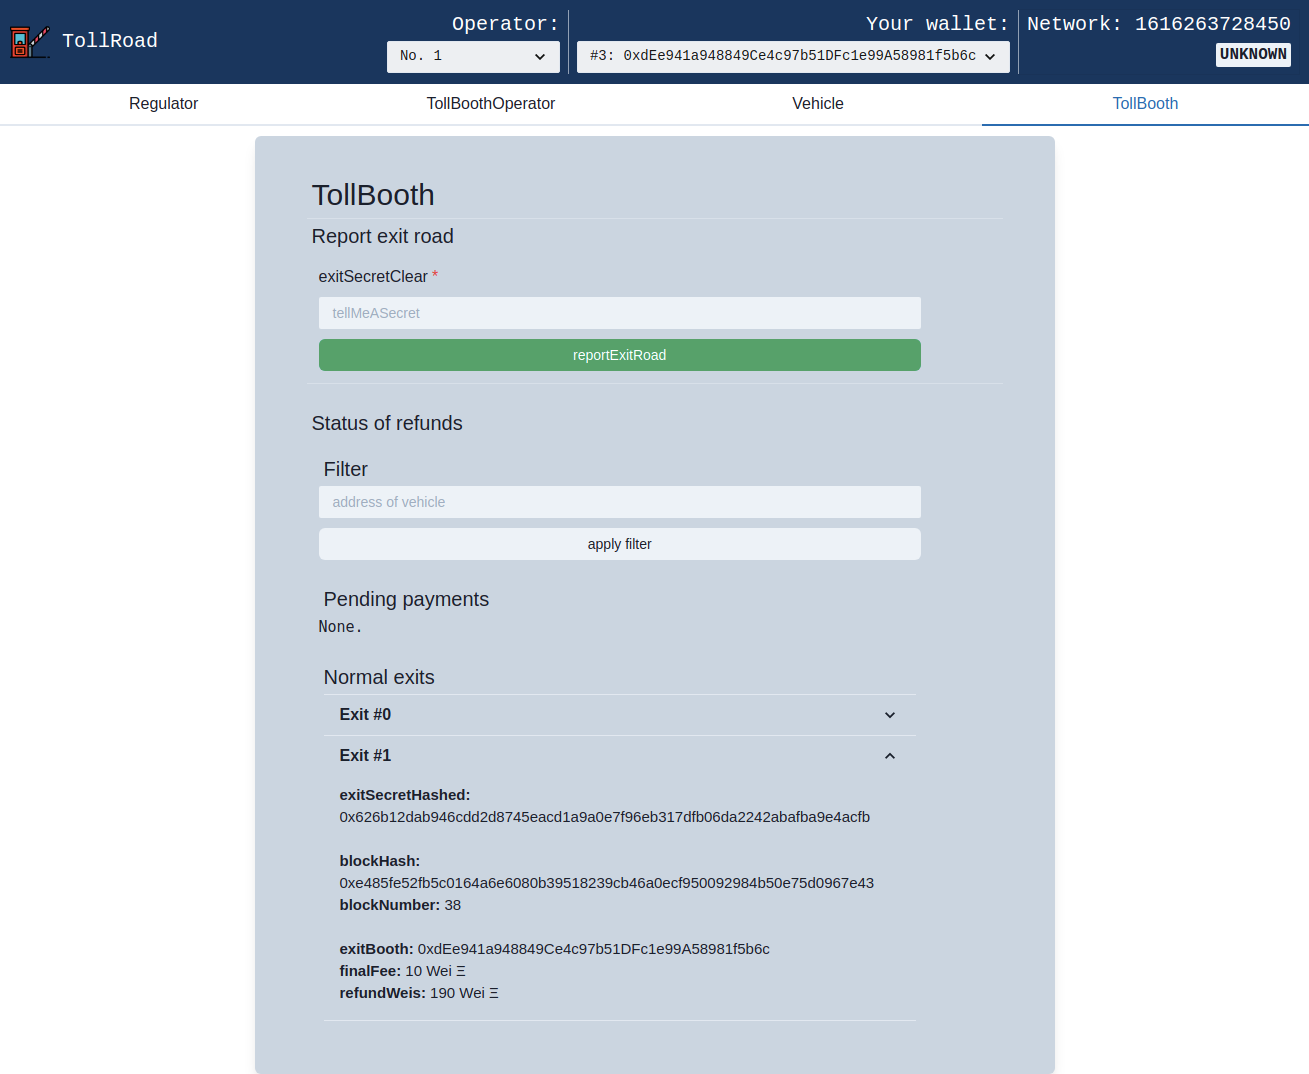 TollRoad
Operator:
No. 1
Your wallet:
#3: 0xdEe941a948849Ce4c97b51DFc1e99A58981f5b6c
Network: 1616263728450
UNKNOWN
Regulator
TollBoothOperator
Vehicle
TollBooth
TollBooth
Report exit road
exitSecretClear *
tellMeASecret
reportExitRoad
Status of refunds
Filter
address of vehicle
apply filter
Pending payments
None.
Normal exits
Exit #0
Exit #1
exitSecretHashed:
0x626b12dab946cdd2d8745eacd1a9a0e7f96eb317dfb06da2242abafba9e4acfb
blockHash:
0xe485fe52fb5c0164a6e6080b39518239cb46a0ecf950092984b50e75d0967e43
blockNumber: 38
exitBooth: 0xdEe941a948849Ce4c97b51DFc1e99A58981f5b6c
finalFee: 10 Wei Ξ
refundWeis: 190 Wei Ξ